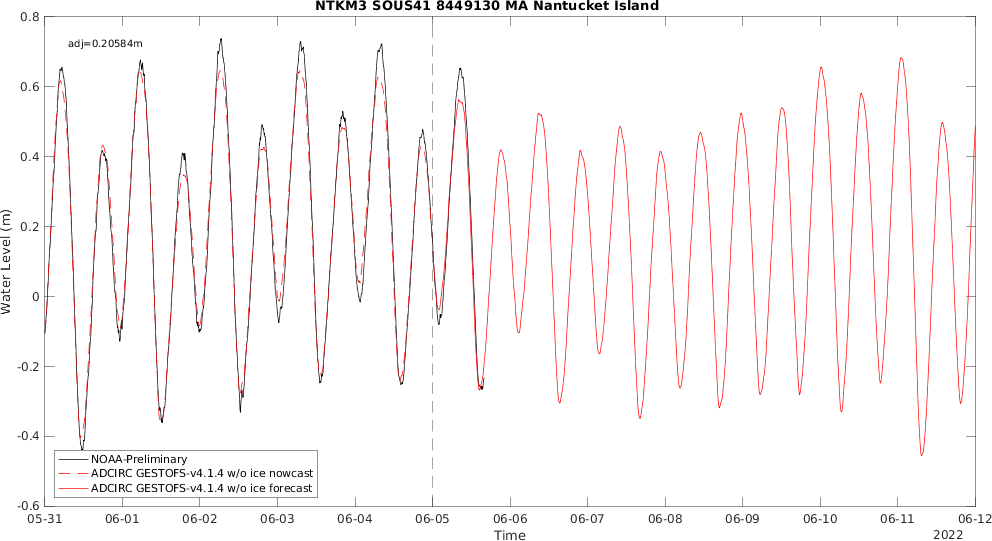 NTKM3 SOUS41 8449130 MA Nantucket Island
0.8
adj=0.20584m
0.6
0.4
0.2
Water Level (m)
0
-0.2
-0.4
NOAA-Preliminary
ADCIRC GESTOFS-v4.1.4 w/o ice nowcast
ADCIRC GESTOFS-v4.1.4 w/o ice forecast
-0.6
05-31 06-01 06-02 06-03 06-04 06-05 06-06 06-07 06-08 06-09 06-10 06-11 06-12
Time
2022